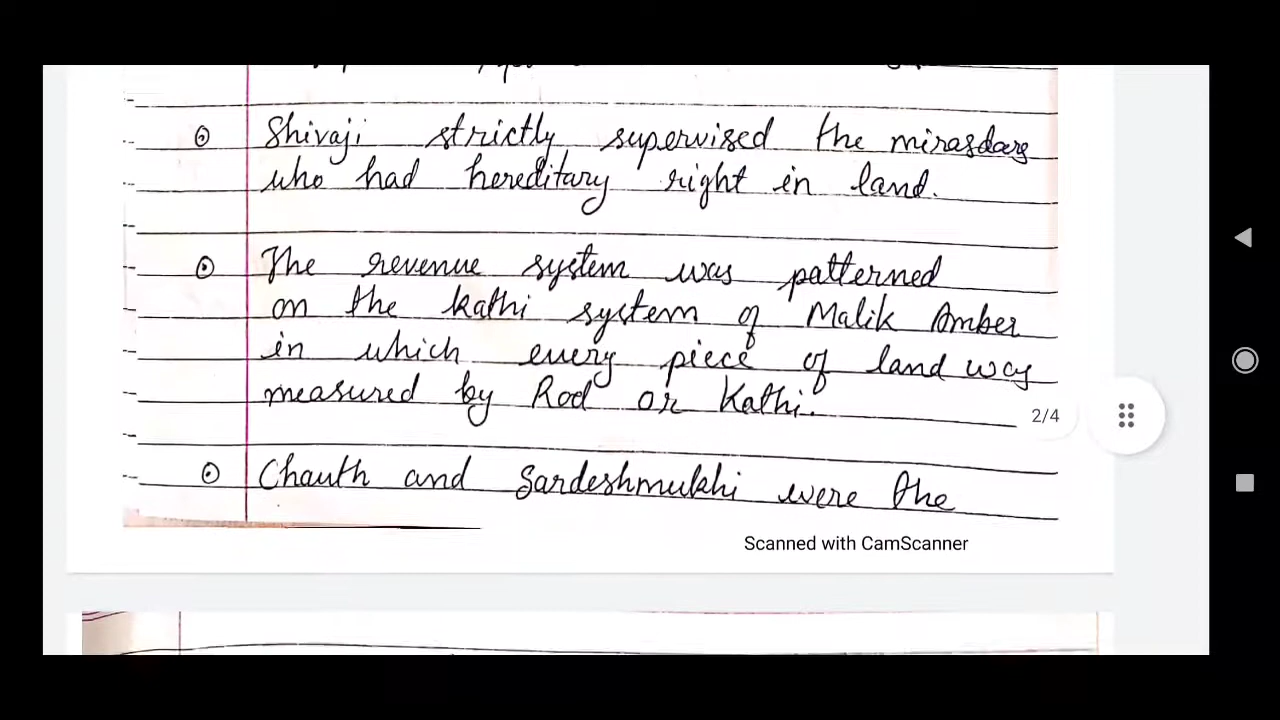 Shivaji strictly supervised the mirasdars
who had hereditary right in land.
The revenue system was patterned
on the kathi system of Malik Amber
in which every piece of land was
measured by Rod or Kathi.
2/4
Chauth and Sardeshmukhi were the
Scanned with CamScanner